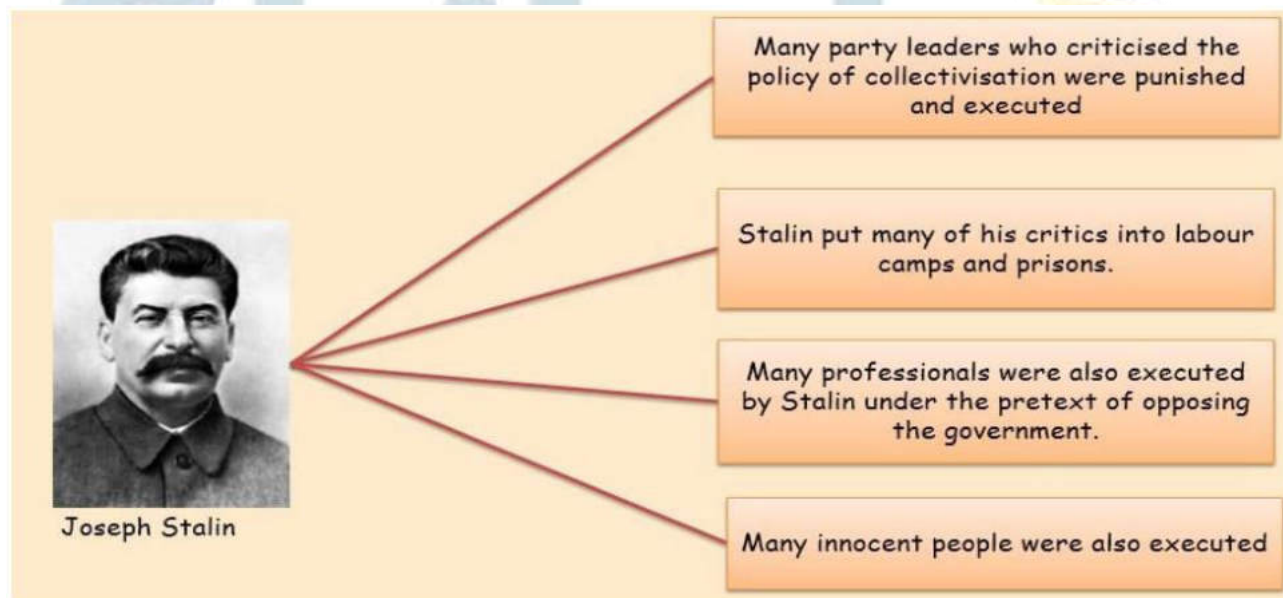 Many party leaders who criticised the
policy of collectivisation were punished
and executed
Stalin put many of his critics into labour
camps and prisons.
Many professionals were also executed
by Stalin under the pretext of opposing
the government.
Many innocent people were also executed
Joseph Stalin